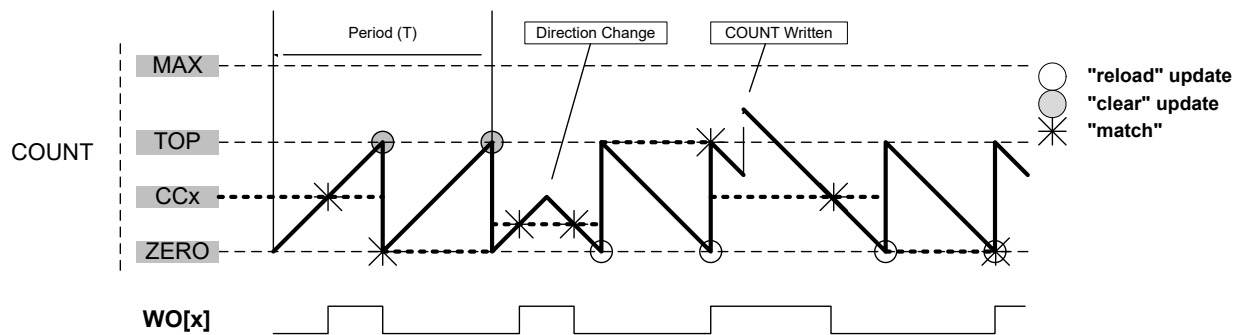 Period (T)
Direction Change
COUNT Written
MAX
"reload" update
"clear" update
TOP
"match"
COUNT
CCx
ZERO
WO[x]